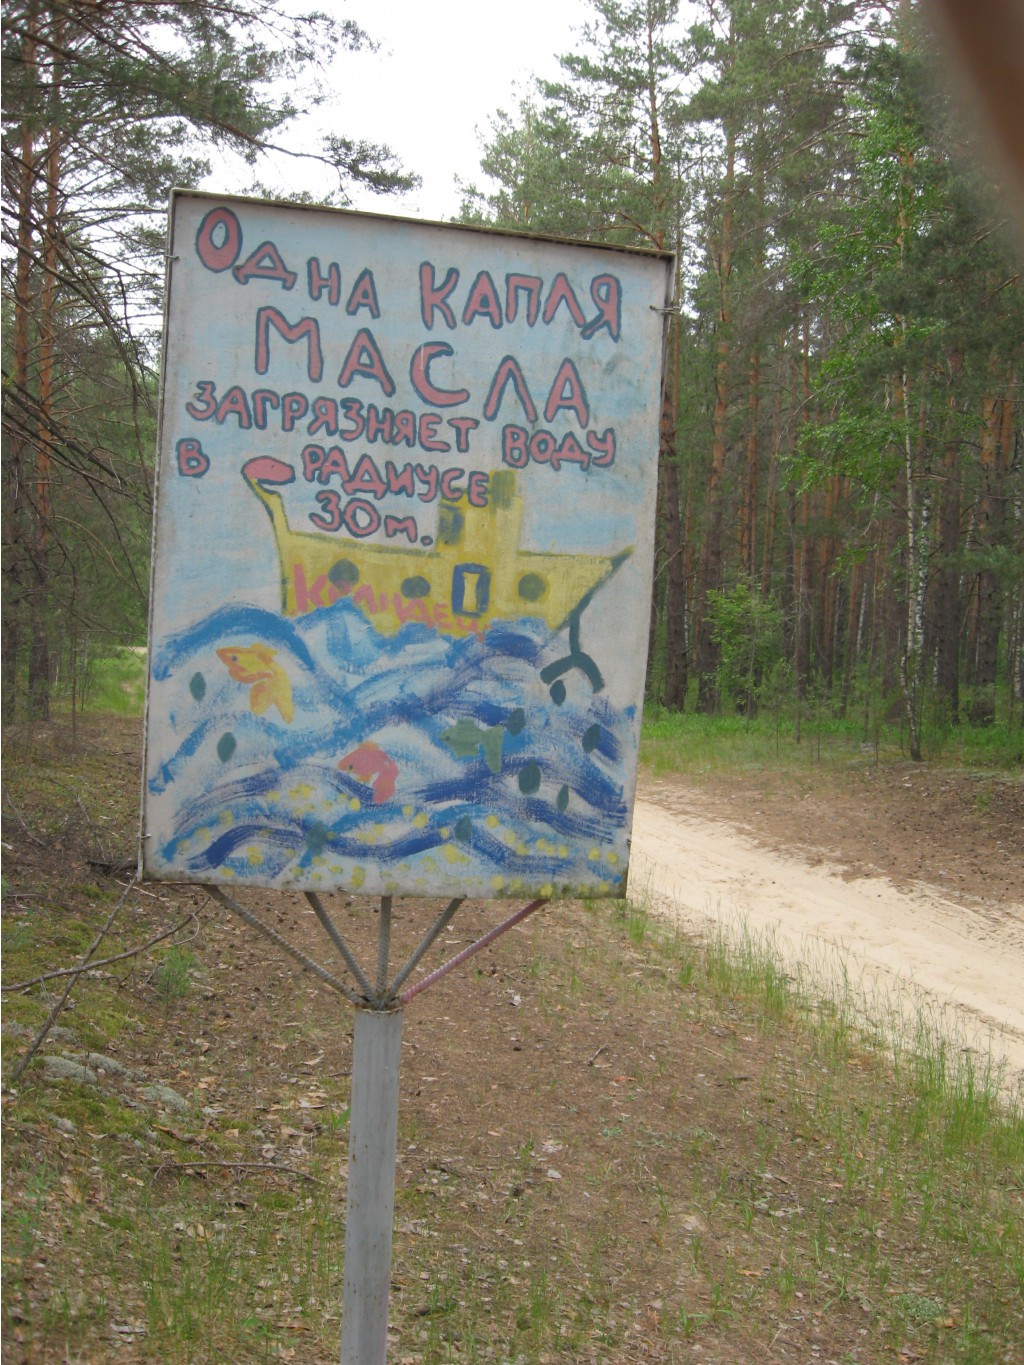 Одна КАПЛЯ
МАСЛА
ЗАГРЯЗНЯЕТ ВОДУ
В РАДИУСЕ
30м.